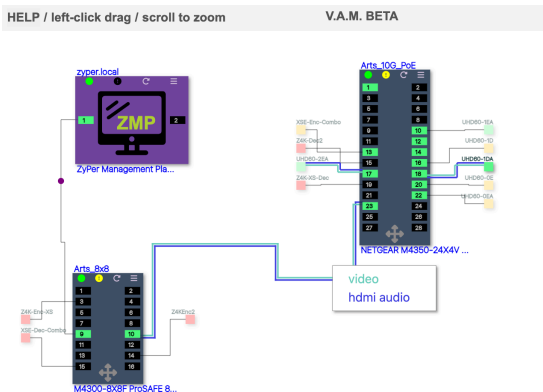 HELP / left-click drag / scroll to zoom
V.A.M. BETA
zyper.local
1
ZMP
2
ZyPer Management Pla...
Arts_10G_PoE
1 2
3 4
5 6
7 8
9 10
11 12
13 14
15 16
17 18
19 20
21 22
23 24
25 26
27 28
XSE-Enc-Combo
Z4K-Dec2
UHD60-2EA
Z4K-XS-Dec
UHD60-1EA
UHD60-1D
UHD60-1DA
UHD60-0E
UHD60-0EA
NETGEAR M4350-24X4V ...
video
hdmi audio
Arts_8x8
1 2
3 4
5 6
7 8
9 10
11 12
13 14
15 16
Z4K-Enc-XS
XSE-Dec-Combo
Z4KEnc2
M4300-8X8F ProSAFE 8...